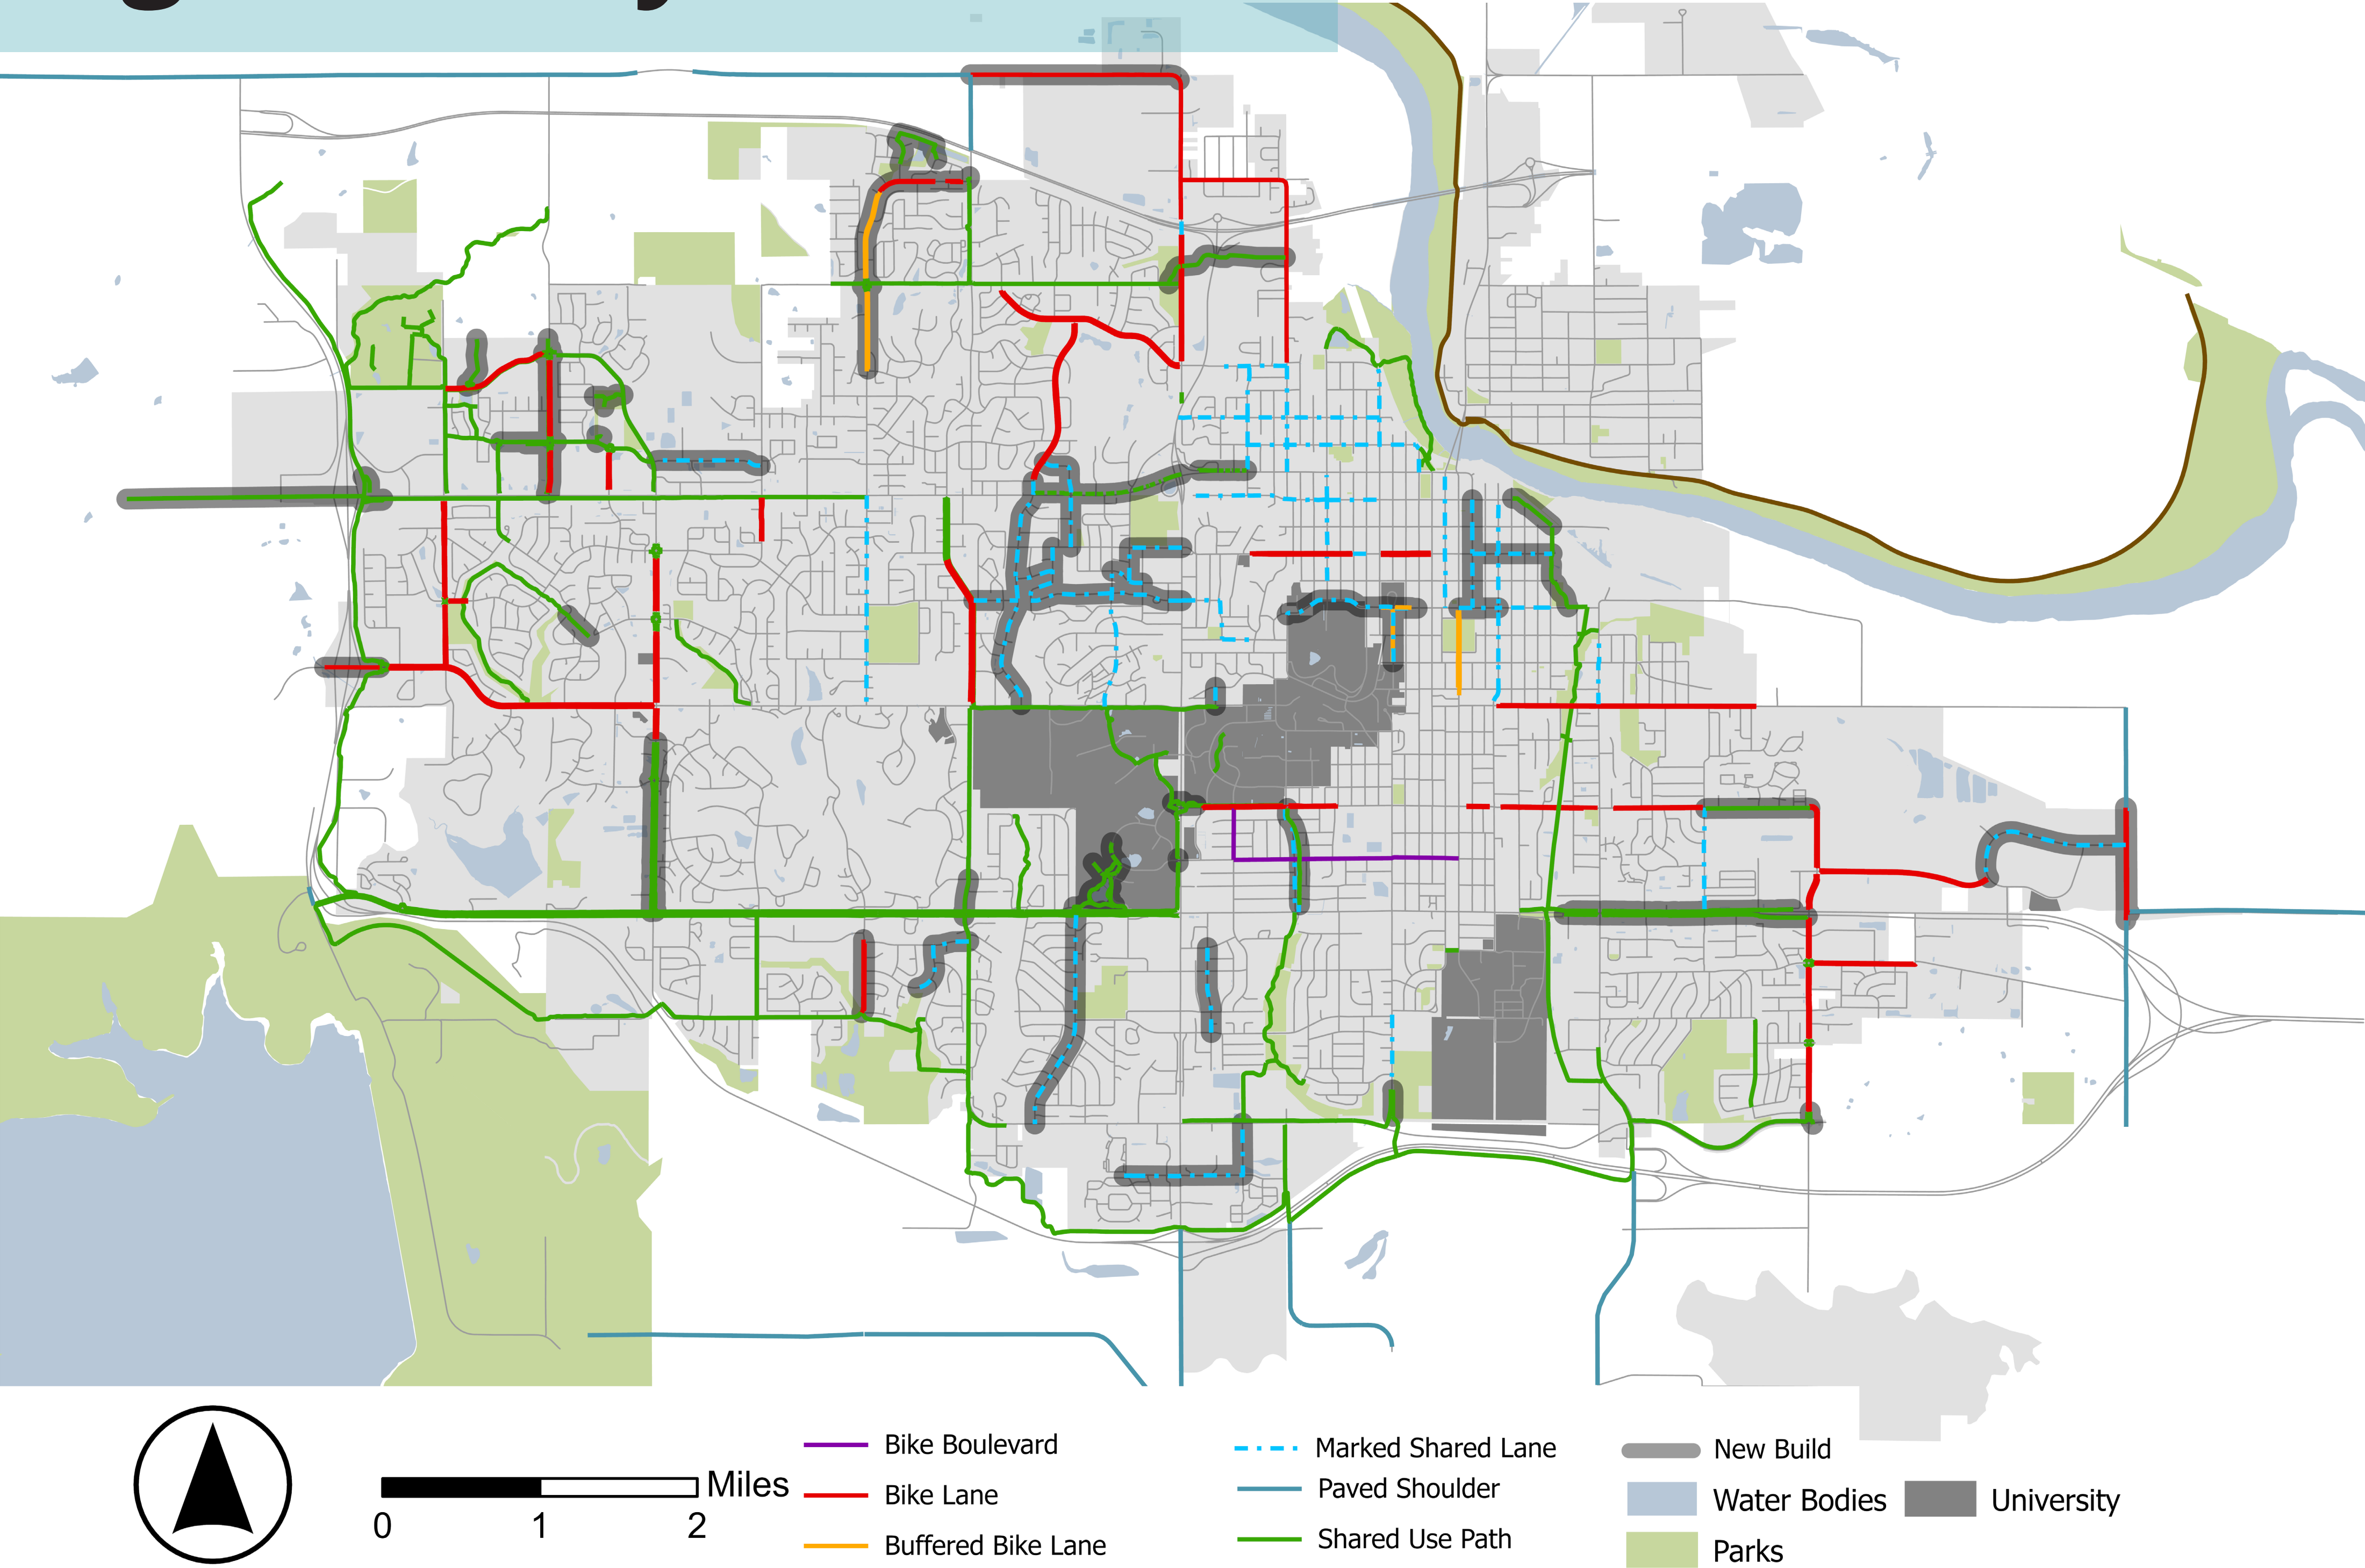 Miles
0 1 2
Bike Boulevard
Bike Lane
Buffered Bike Lane
Marked Shared Lane
Paved Shoulder
Shared Use Path
New Build
Water Bodies
University
Parks